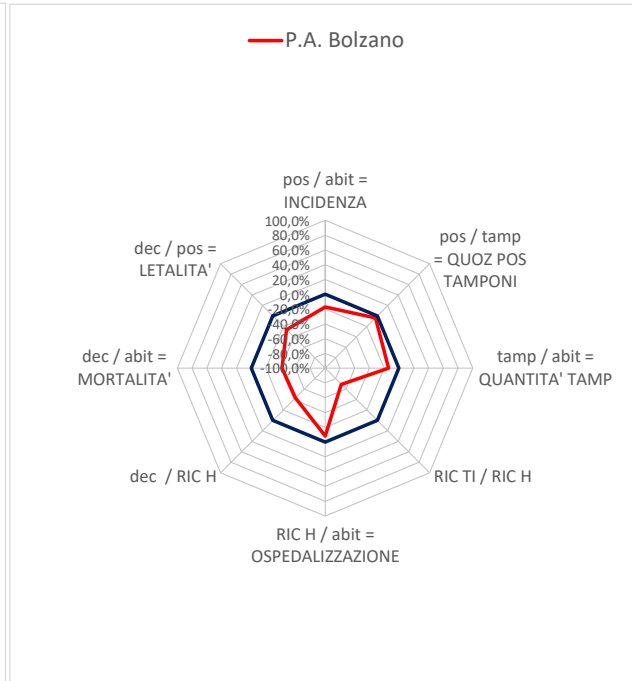 P.A. Bolzano
pos / abit =
INCIDENZA
pos / tamp
= QUOZ POS
TAMPONI
tamp / abit =
QUANTITA' TAMP
RIC TI / RIC H
RIC H / abit =
OSPEDALIZZAZIONE
dec / RIC H
dec / abit =
MORTALITA'
dec / pos =
LETALITA'
100,0%
80,0%
60,0%
40,0%
20,0%
0,0%
-20,0%
-40,0%
-60,0%
-80,0%
-100,0%